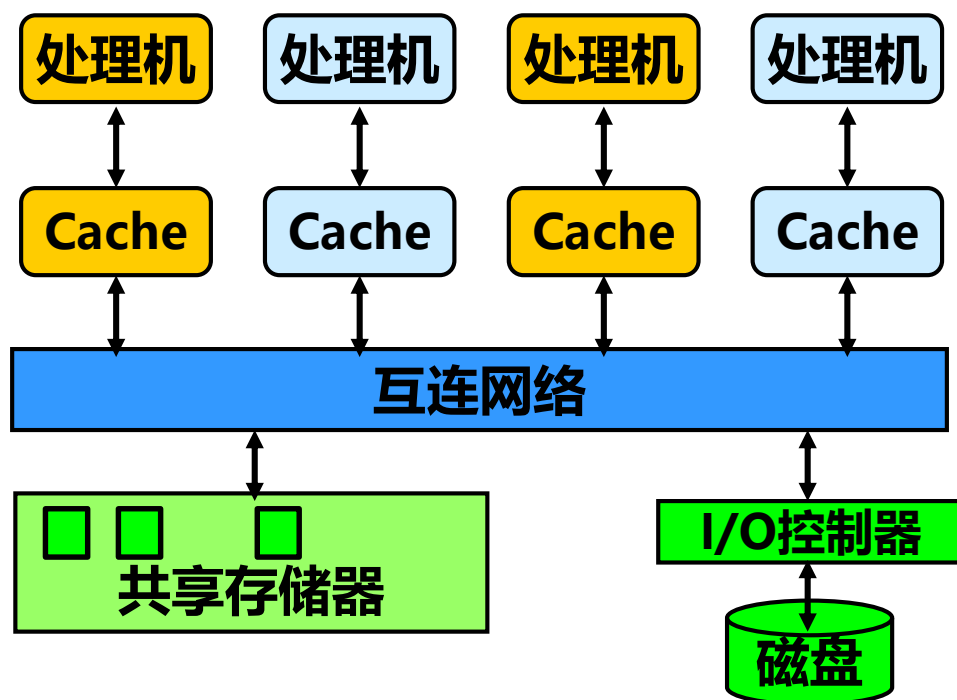 处理机 处理机 处理机 处理机
Cache Cache Cache Cache
互连网络
I/O控制器
共享存储器
磁盘